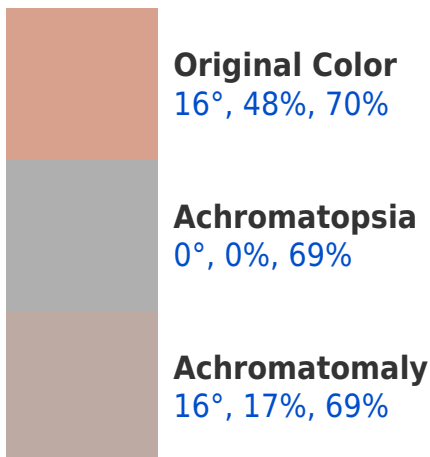 Original Color
16°, 48%, 70%
Achromatopsia
0°, 0%, 69%
Achromatomaly
16°, 17%, 69%